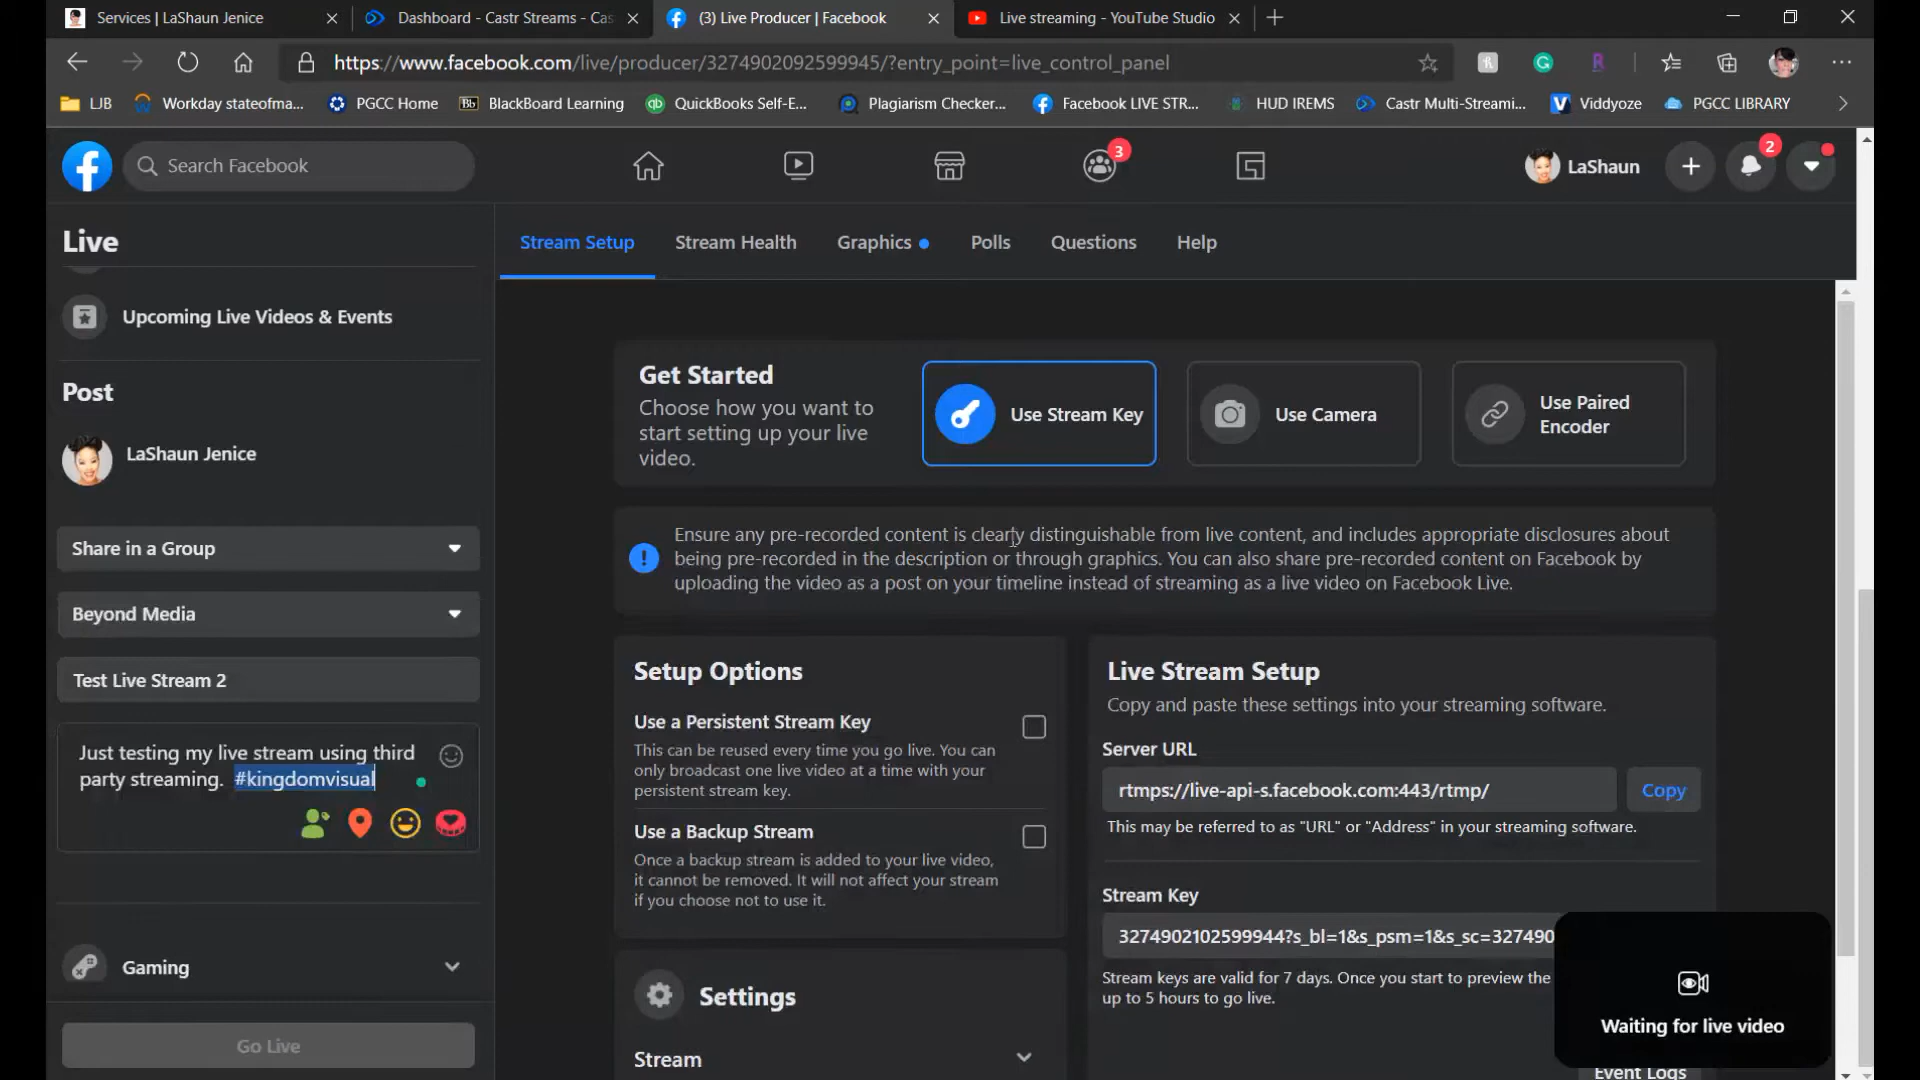 Services | LaShaun Jenice
Dashboard - Castr Streams - Cas
(3) Live Producer | Facebook
Live streaming - YouTube Studio
https://www.facebook.com/live/producer/3274902092599945/?entry_point=live_control_panel
LJB
Workday stateofma...
PGCC Home
Bb
BlackBoard Learning
qb
QuickBooks Self-E...
Plagiarism Checker...
Facebook LIVE STR...
HUD IREMS
Castr Multi-Streami...
V
Viddyoze
PGCC LIBRARY
Search Facebook
3
LaShaun
2
Live
Stream Setup
Stream Health
Graphics
Polls
Questions
Help
Upcoming Live Videos & Events
Post
LaShaun Jenice
Share in a Group
Beyond Media
Test Live Stream 2
Just testing my live stream using third
party streaming. #kingdomvisual
Gaming
Go Live
Get Started
Choose how you want to
start setting up your live
video.
Use Stream Key
Use Camera
Use Paired
Encoder
Ensure any pre-recorded content is clearly distinguishable from live content, and includes appropriate disclosures about
being pre-recorded in the description or through graphics. You can also share pre-recorded content on Facebook by
uploading the video as a post on your timeline instead of streaming as a live video on Facebook Live.
Setup Options
Use a Persistent Stream Key
This can be reused every time you go live. You can
only broadcast one live video at a time with your
persistent stream key.
Use a Backup Stream
Once a backup stream is added to your live video,
it cannot be removed. It will not affect your stream
if you choose not to use it.
Settings
Stream
Live Stream Setup
Copy and paste these settings into your streaming software.
Server URL
rtmps://live-api-s.facebook.com:443/rtmp/
Copy
This may be referred to as "URL" or "Address" in your streaming software.
Stream Key
3274902102599944?s_bl=1&s_psm=1&s_sc=327490
Stream keys are valid for 7 days. Once you start to preview the
up to 5 hours to go live.
Waiting for live video
Event Logs